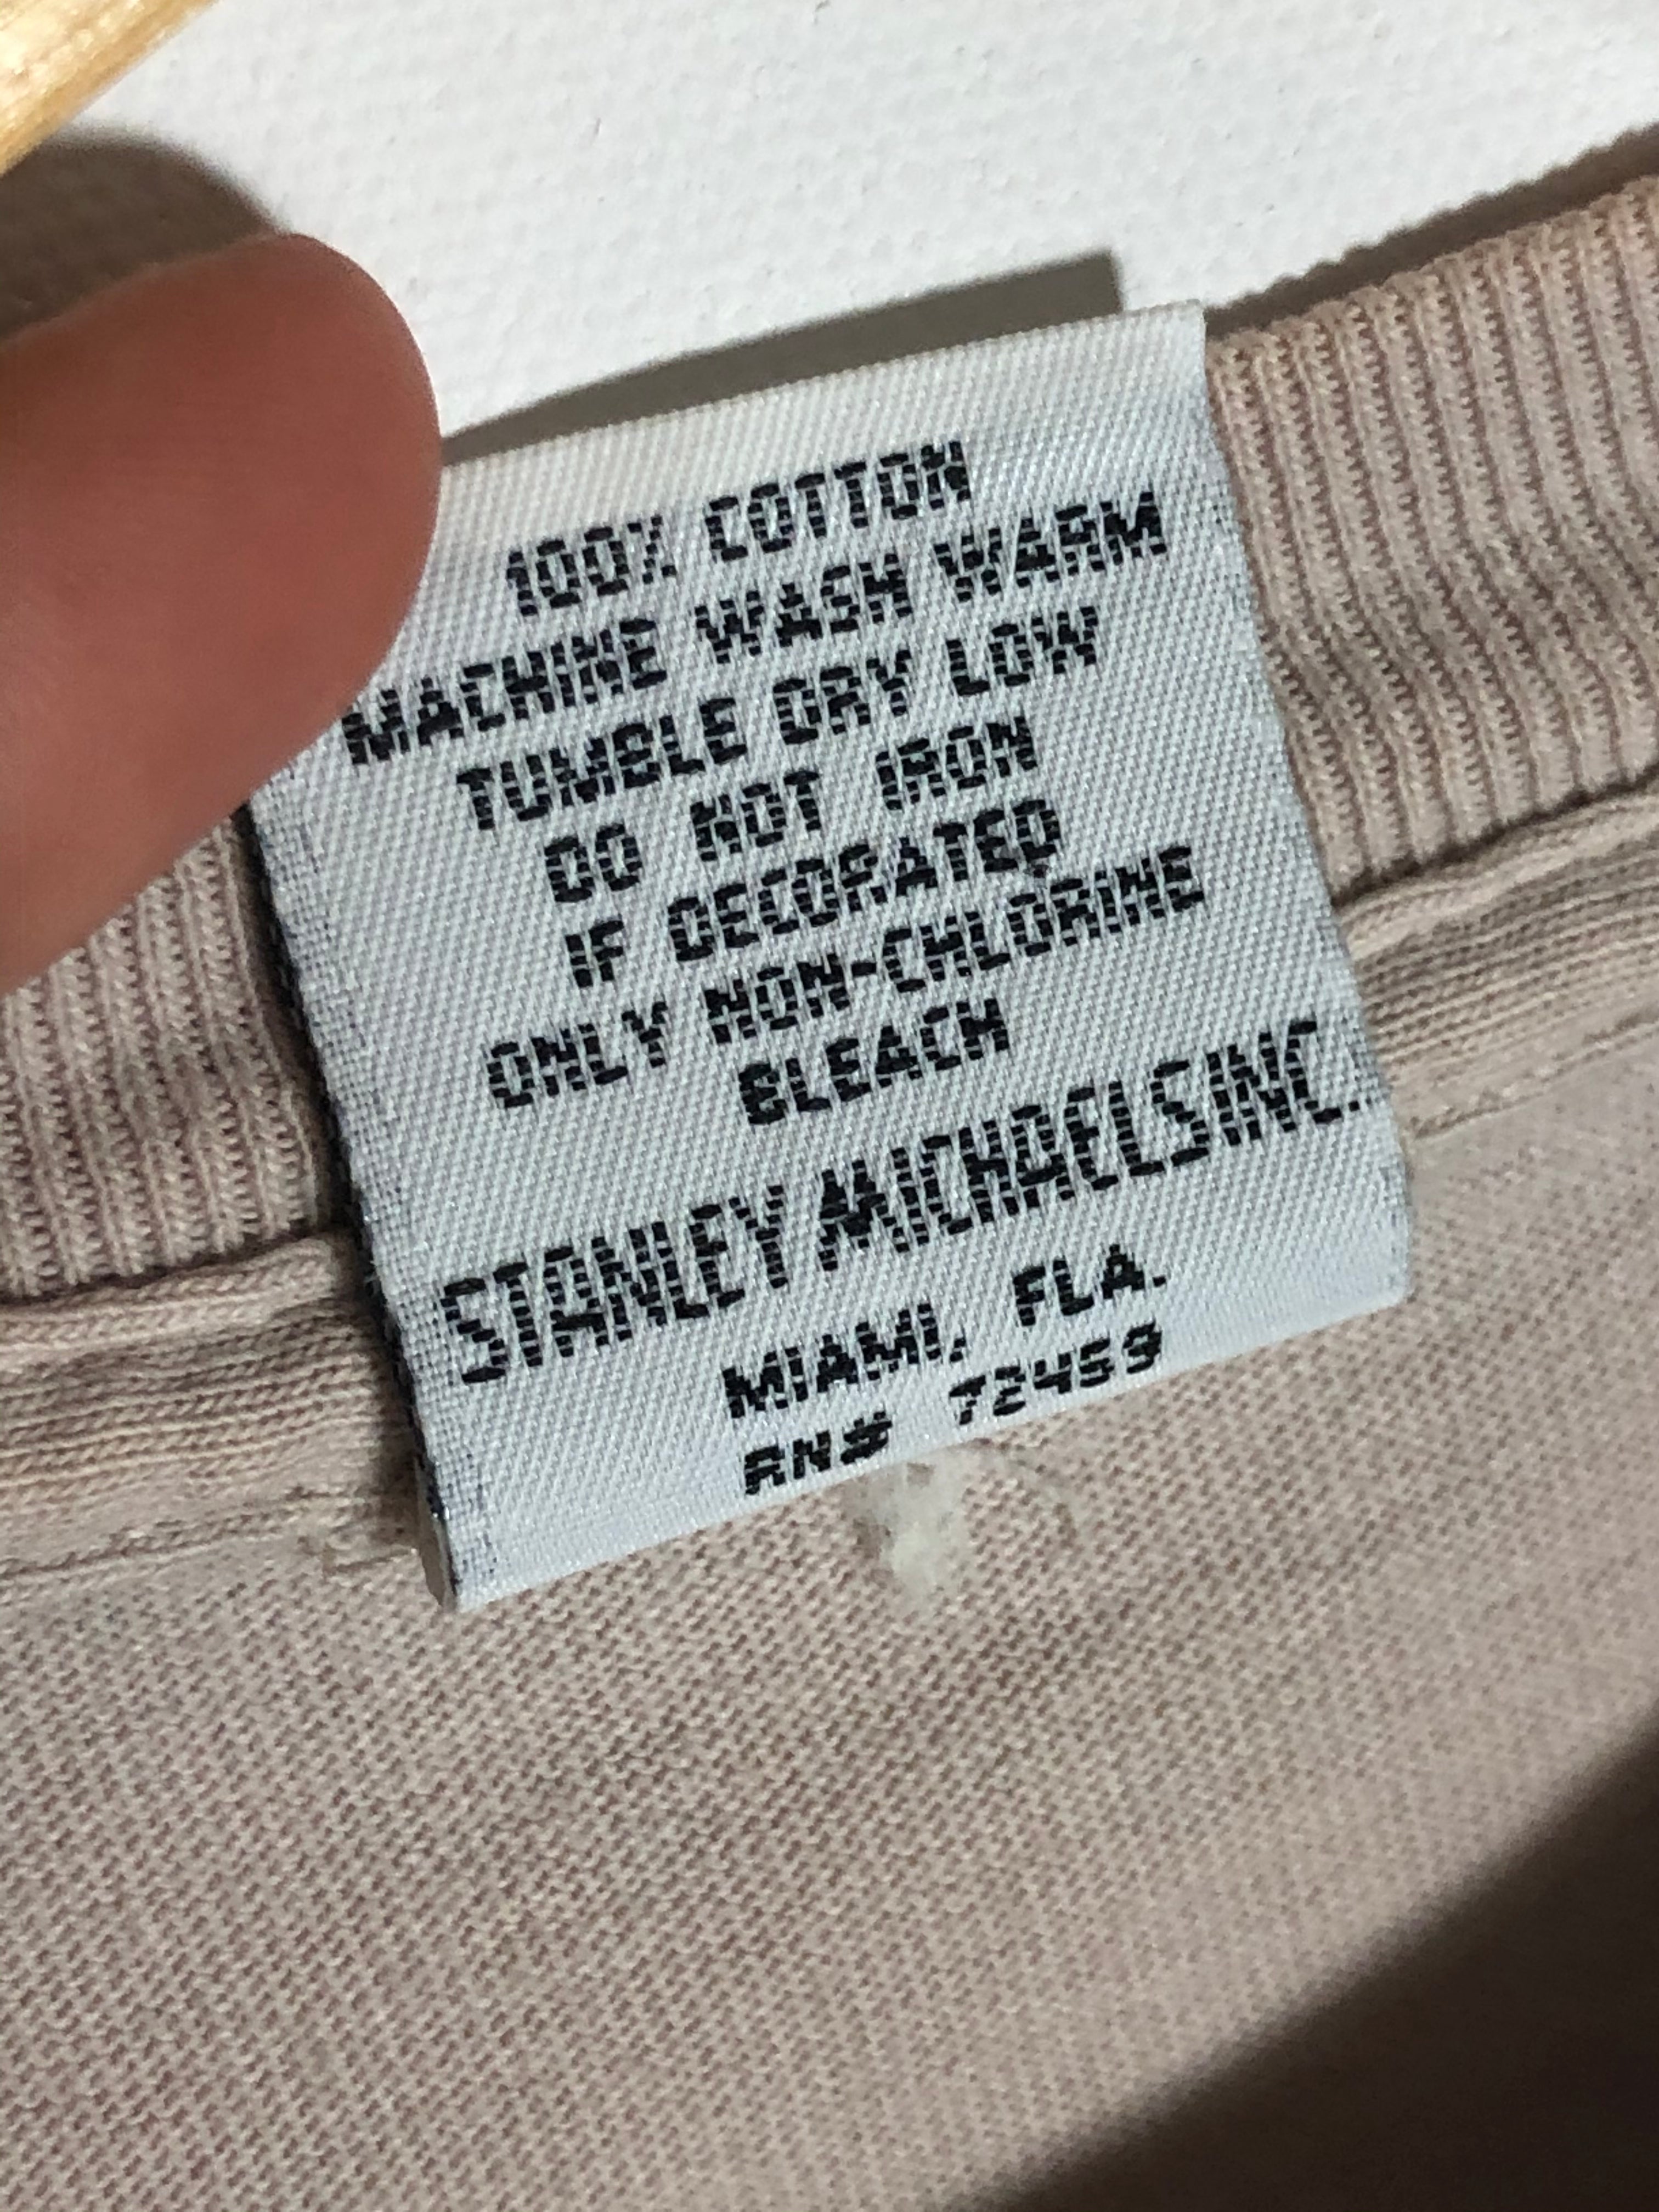 100% COTTON
MACHINE WASH WARM
TUMBLE DRY LOW
DO NOT IRON
IF DECORATED
ONLY NON-CHLORINE
BLEACH
STANLEY MICHAELS INC.
MIAMI, FLA.
RN# 72459